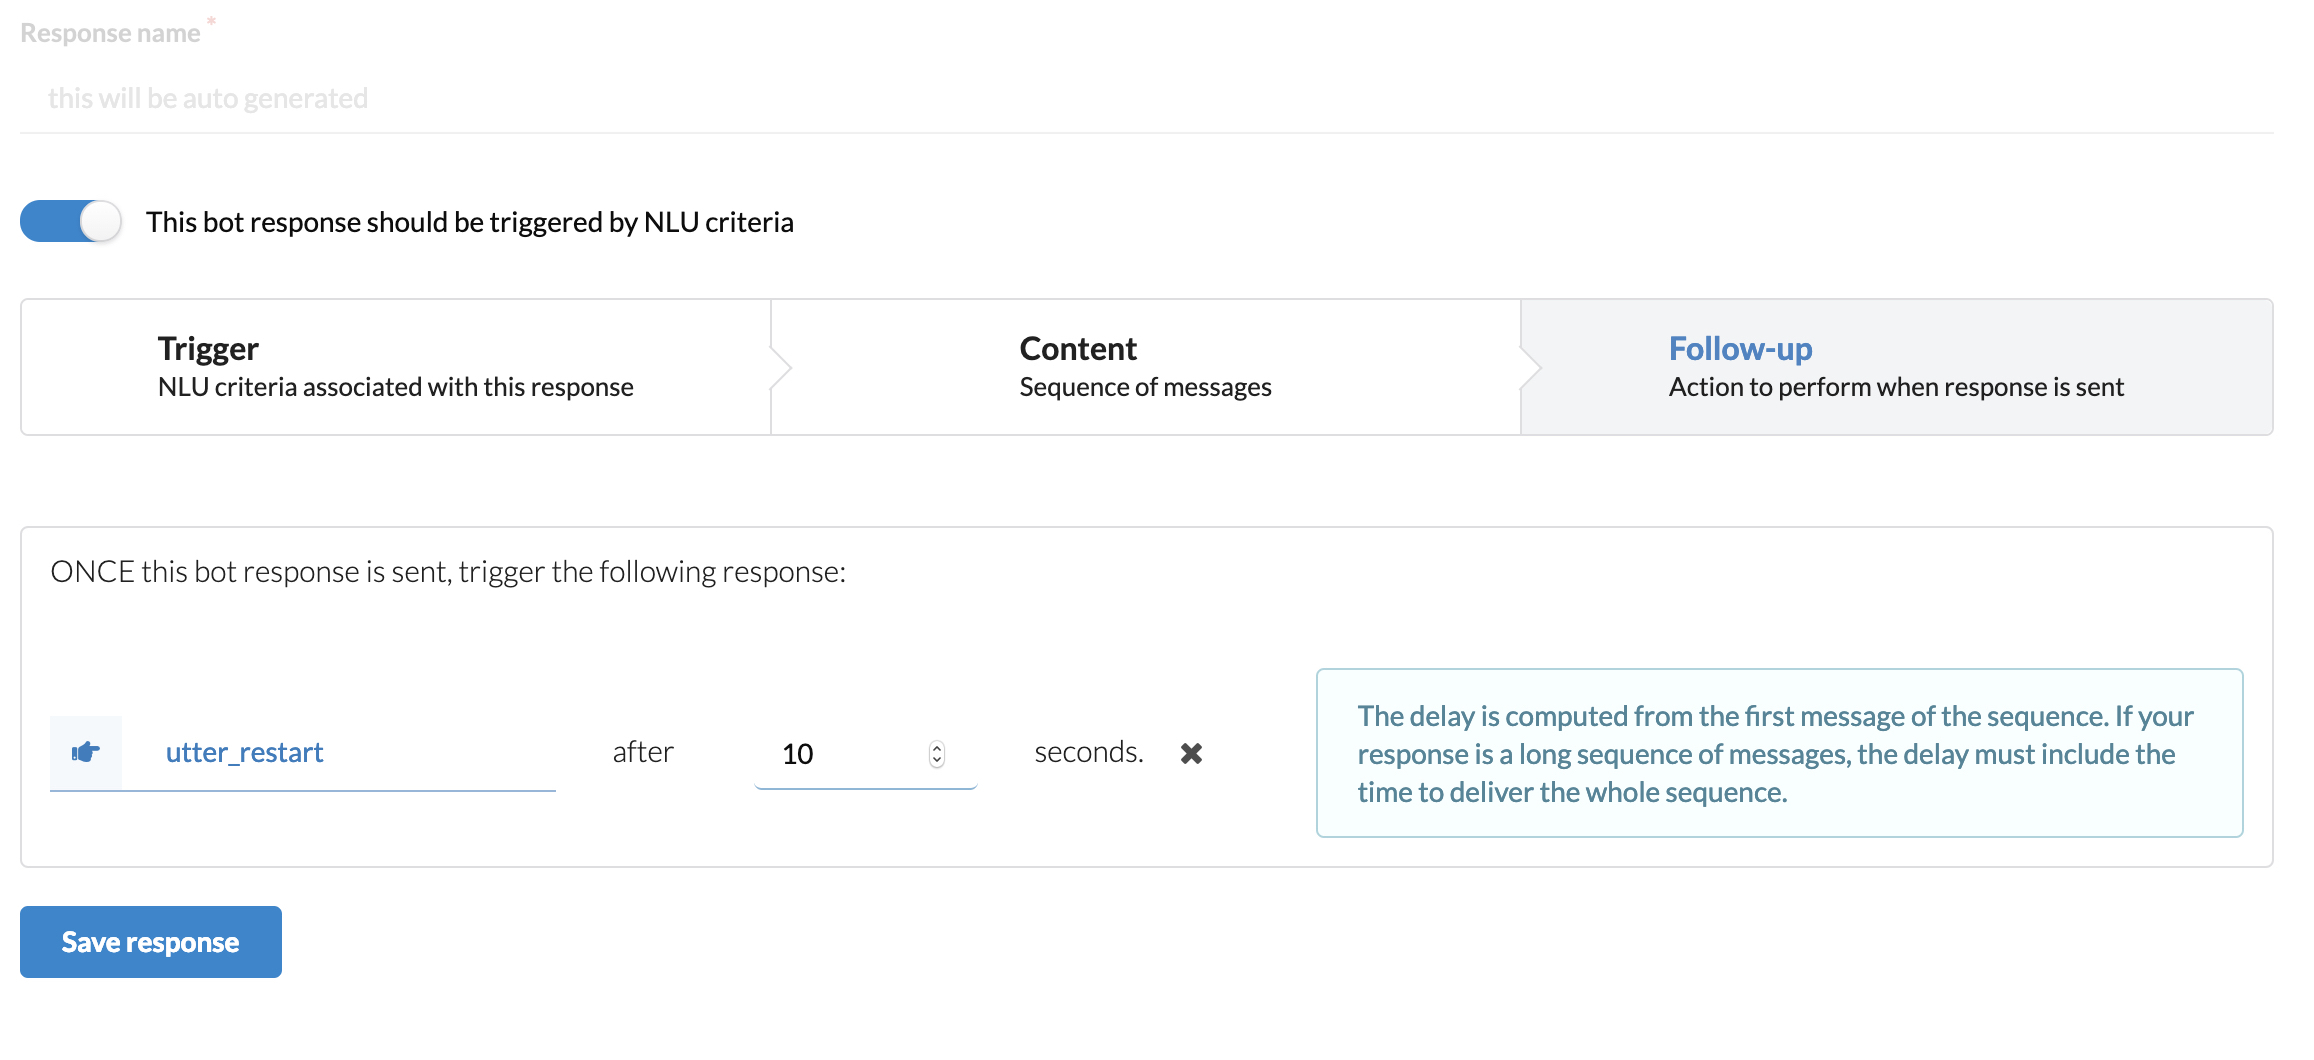 Response name *
this will be auto generated
This bot response should be triggered by NLU criteria
Trigger
NLU criteria associated with this response
Content
Sequence of messages
Follow-up
Action to perform when response is sent
ONCE this bot response is sent, trigger the following response:
utter_restart after 10 seconds.
The delay is computed from the first message of the sequence. If your
response is a long sequence of messages, the delay must include the
time to deliver the whole sequence.
Save response